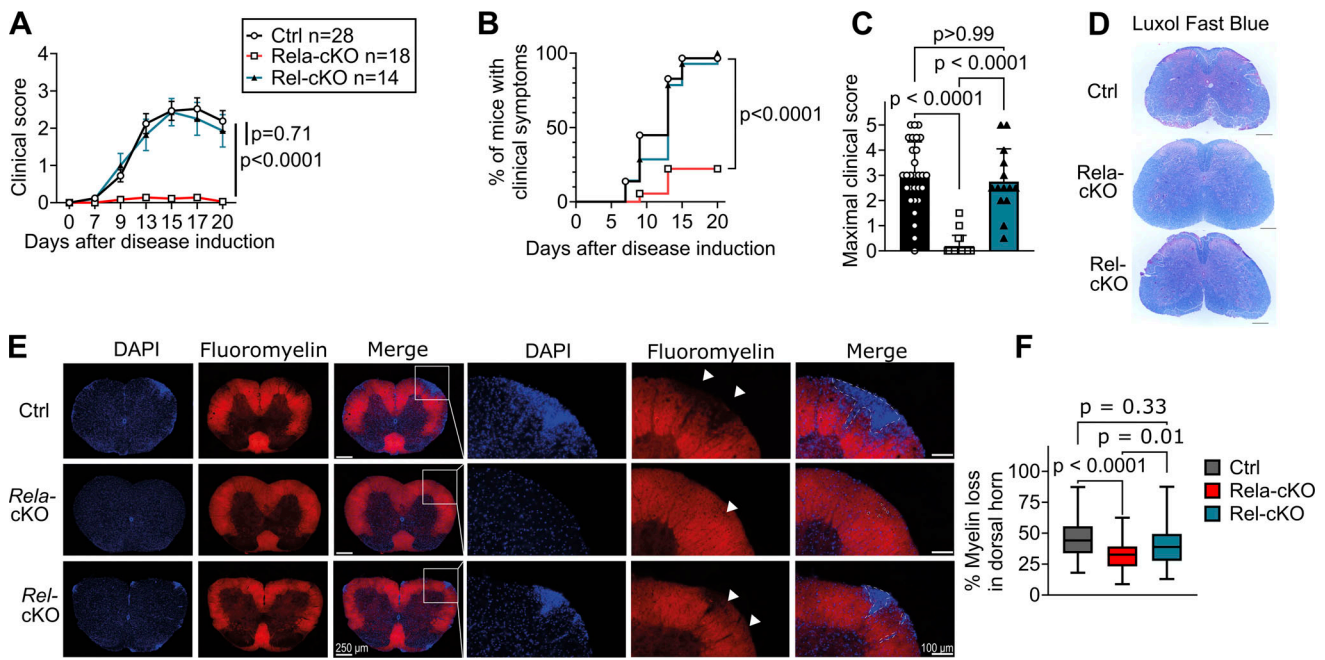 A
Ctrl n=28
Rela-cKO n=18
Rel-cKO n=14
Clinical score
4
3
2
1
0
p=0.71
p<0.0001
0 7 9 13 15 17 20
Days after disease induction
B
% of mice with
clinical symptoms
100
75
50
25
0
p<0.0001
0 5 10 15 20
Days after disease induction
C
p>0.99
p < 0.0001
p < 0.0001
Maximal clinical score
5
4
3
2
1
0
D
Luxol Fast Blue
Ctrl
Rela-
cKO
Rel-
cKO
E
DAPI Fluoromyelin Merge DAPI Fluoromyelin Merge
Ctrl
Rela-
cKO
Rel-
cKO
250 µm
100 µm
F
p = 0.33
p = 0.01
p < 0.0001
% Myelin loss
in dorsal horn
100
75
50
25
0
Ctrl
Rela-cKO
Rel-cKO